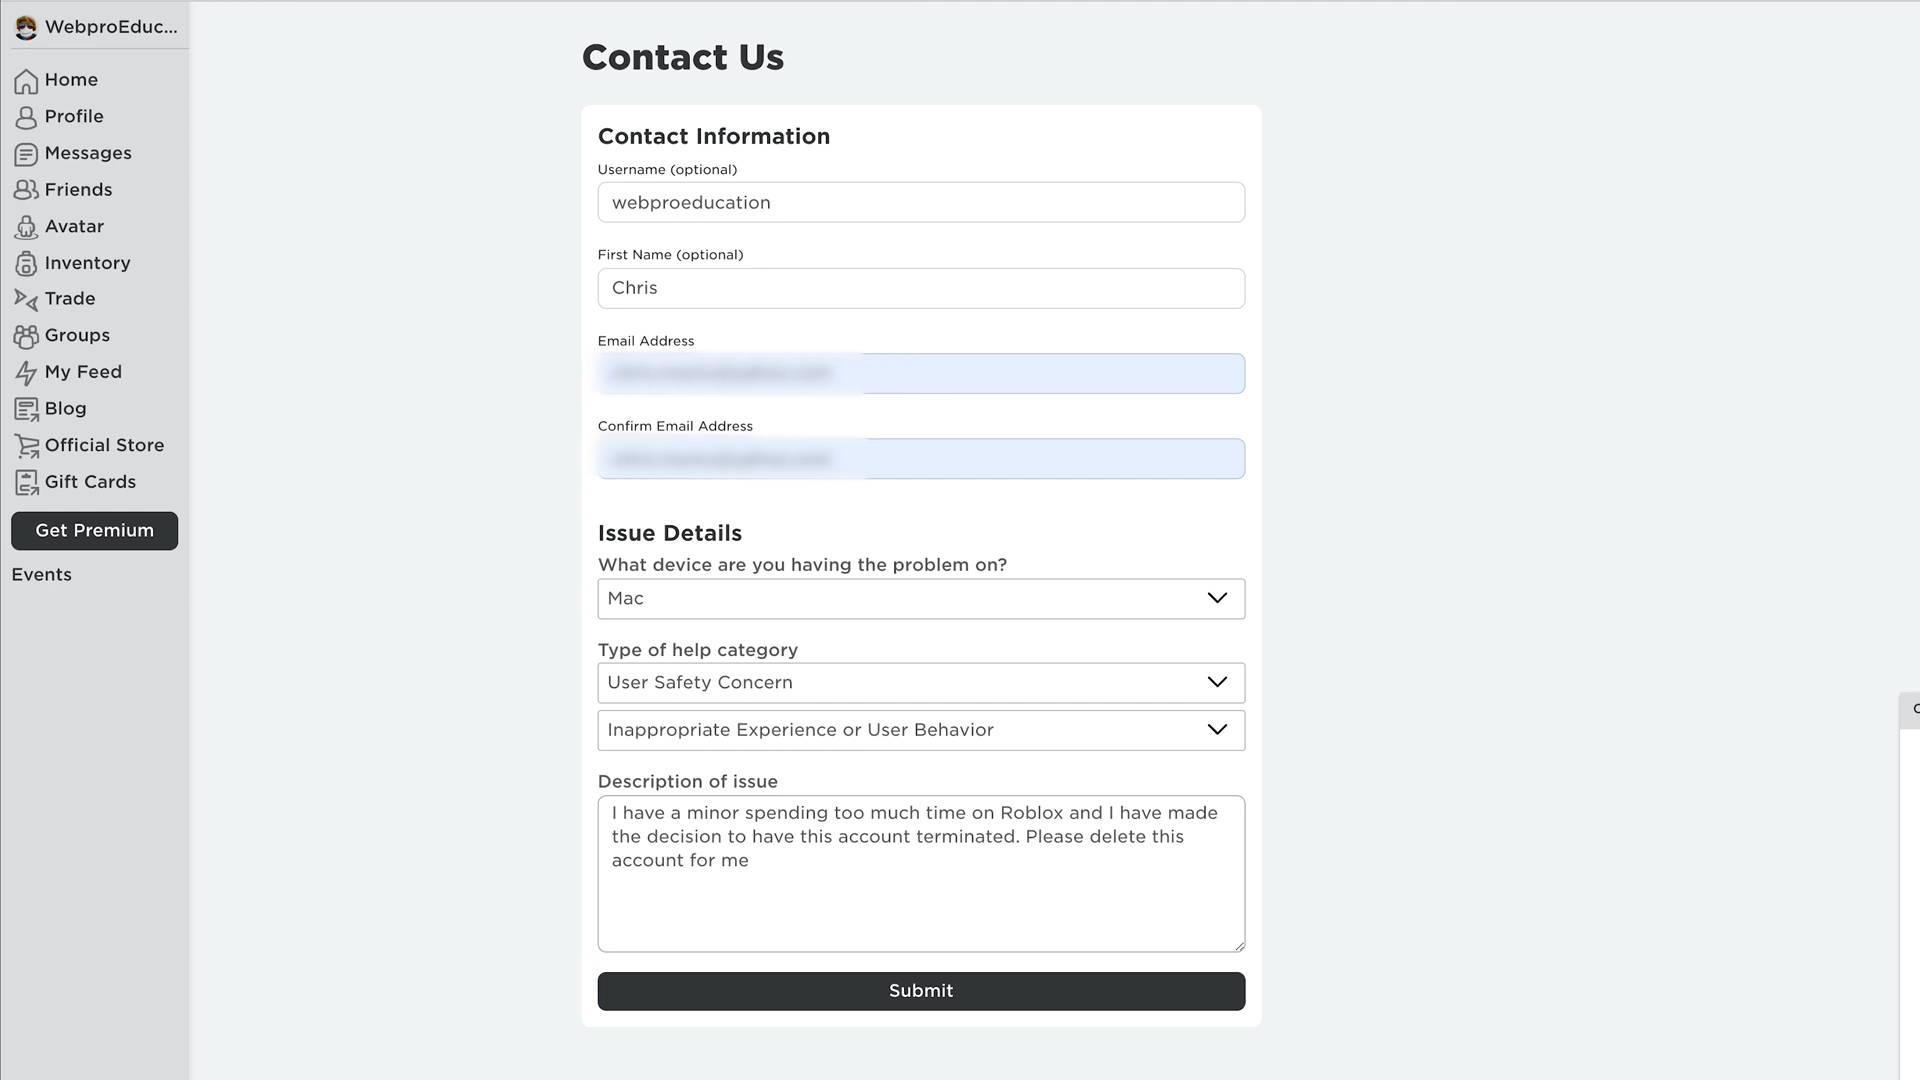 WebproEduc...
Home
Profile
Messages
Friends
Avatar
Inventory
Trade
Groups
My Feed
Blog
Official Store
Gift Cards
Get Premium
Events
Contact Us
Contact Information
Username (optional)
webproeducation
First Name (optional)
Chris
Email Address
Confirm Email Address
Issue Details
What device are you having the problem on?
Mac
Type of help category
User Safety Concern
Inappropriate Experience or User Behavior
Description of issue
I have a minor spending too much time on Roblox and I have made
the decision to have this account terminated. Please delete this
account for me
Submit